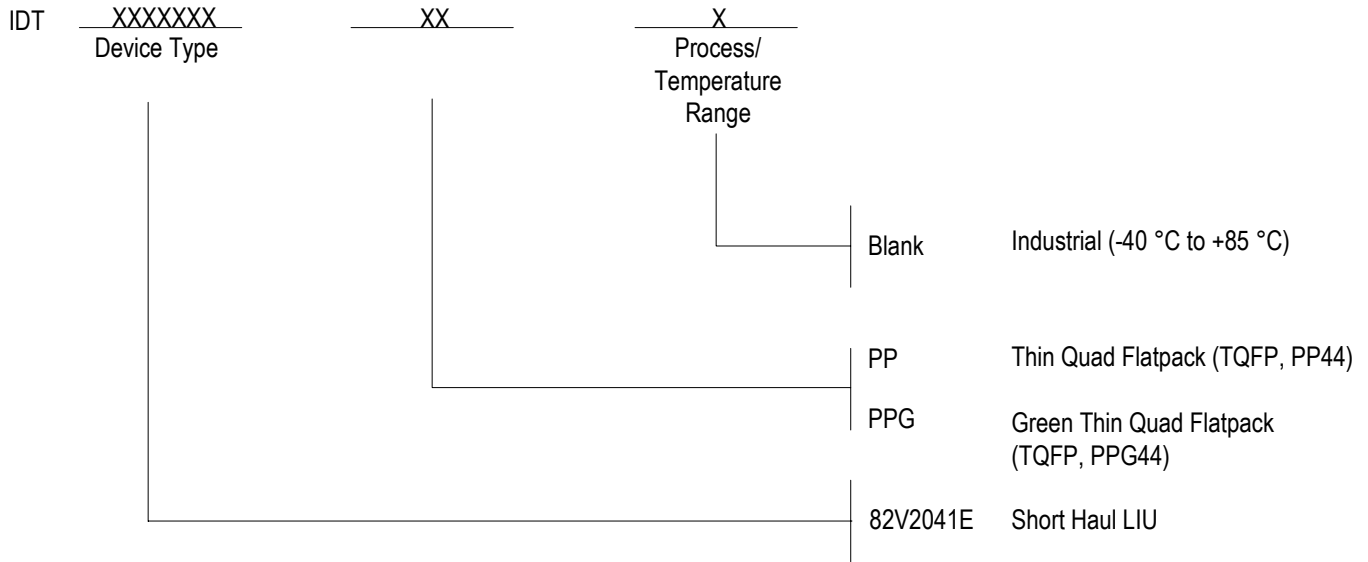 IDT XXXXXXX XX X
Device Type
Process/
Temperature
Range
Blank Industrial (-40 °C to +85 °C)
PP Thin Quad Flatpack (TQFP, PP44)
PPG Green Thin Quad Flatpack
(TQFP, PPG44)
82V2041E Short Haul LIU